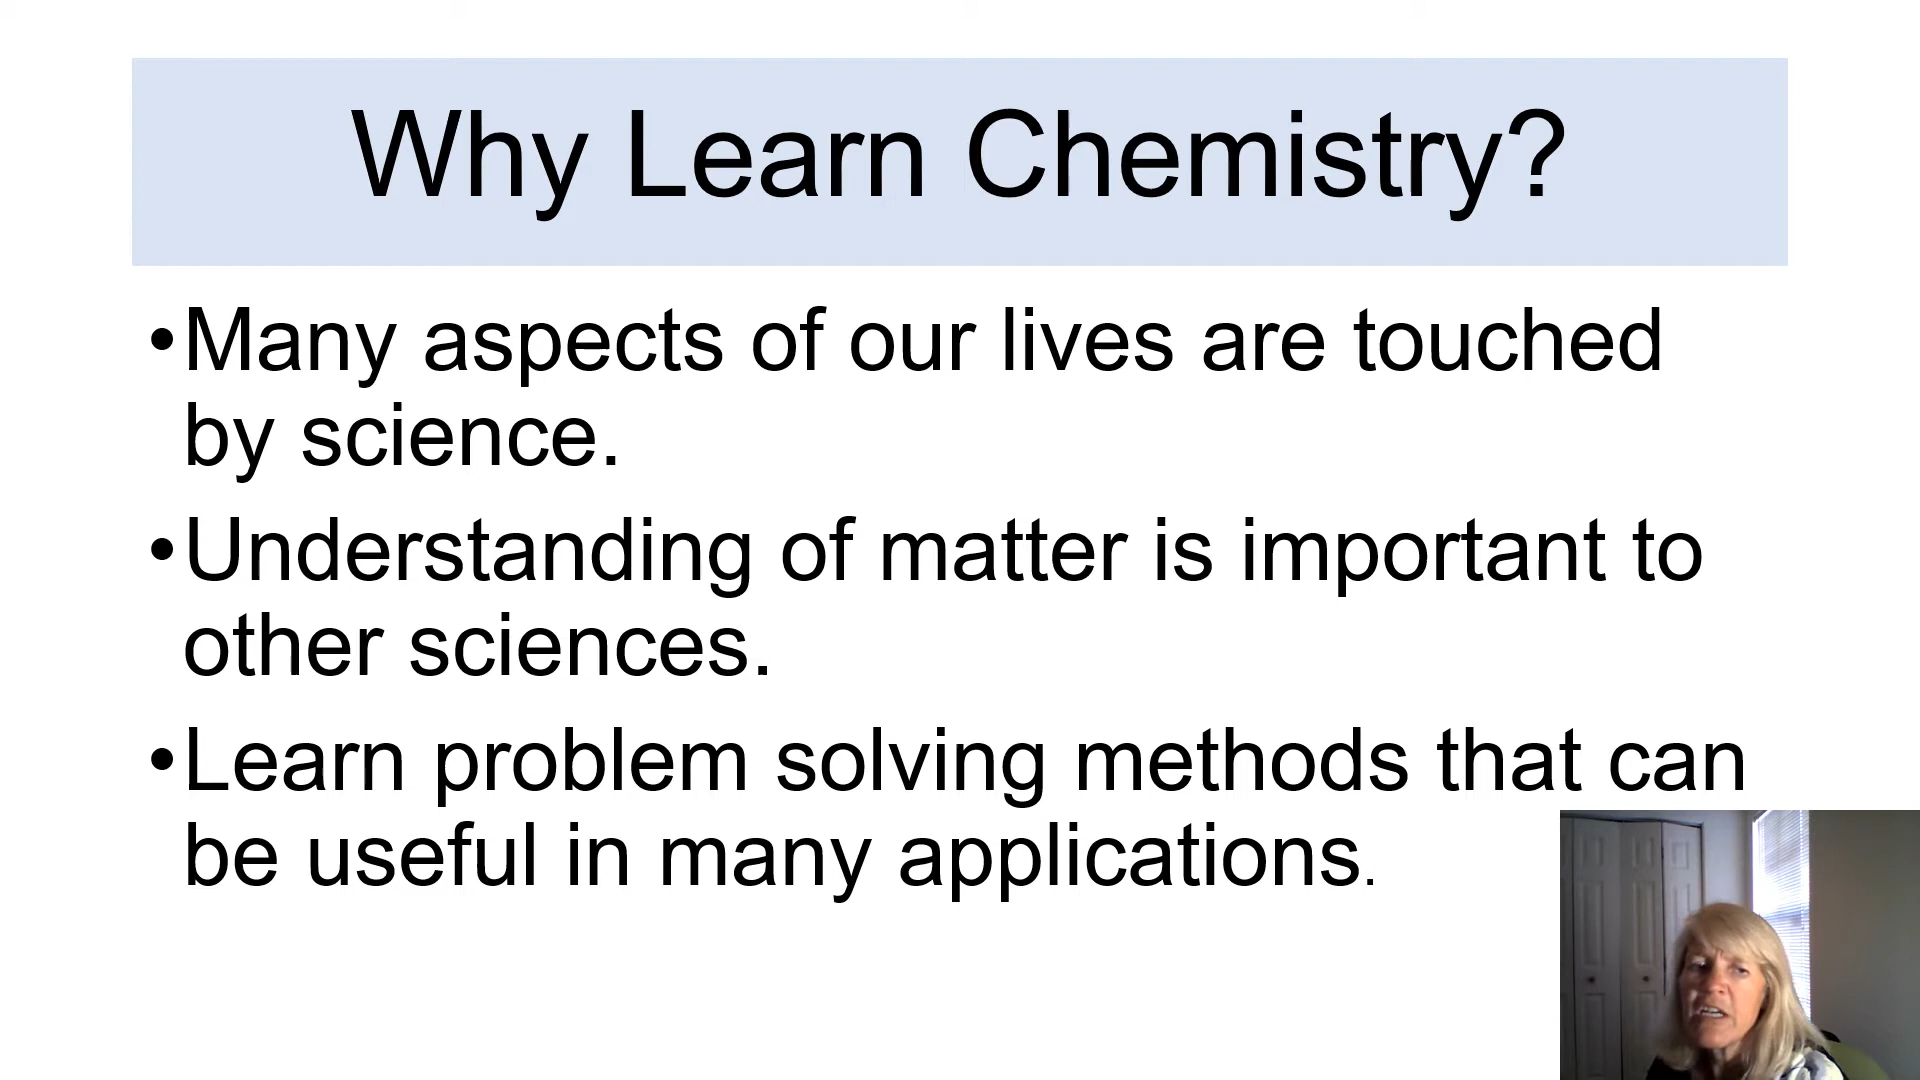 Why Learn Chemistry?
•Many aspects of our lives are touched
by science.
•Understanding of matter is important to
other sciences.
•Learn problem solving methods that can
be useful in many applications.